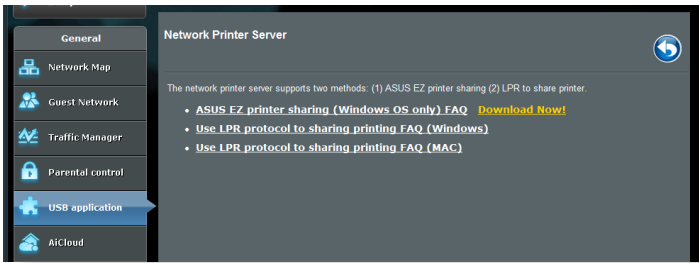 General
Network Map
Guest Network
Traffic Manager
Parental control
USB application
AiCloud
Network Printer Server
The network printer server supports two methods: (1) ASUS EZ printer sharing (2) LPR to share printer.
ASUS EZ printer sharing (Windows OS only) FAQ Download Now!
Use LPR protocol to sharing printing FAQ (Windows)
Use LPR protocol to sharing printing FAQ (MAC)